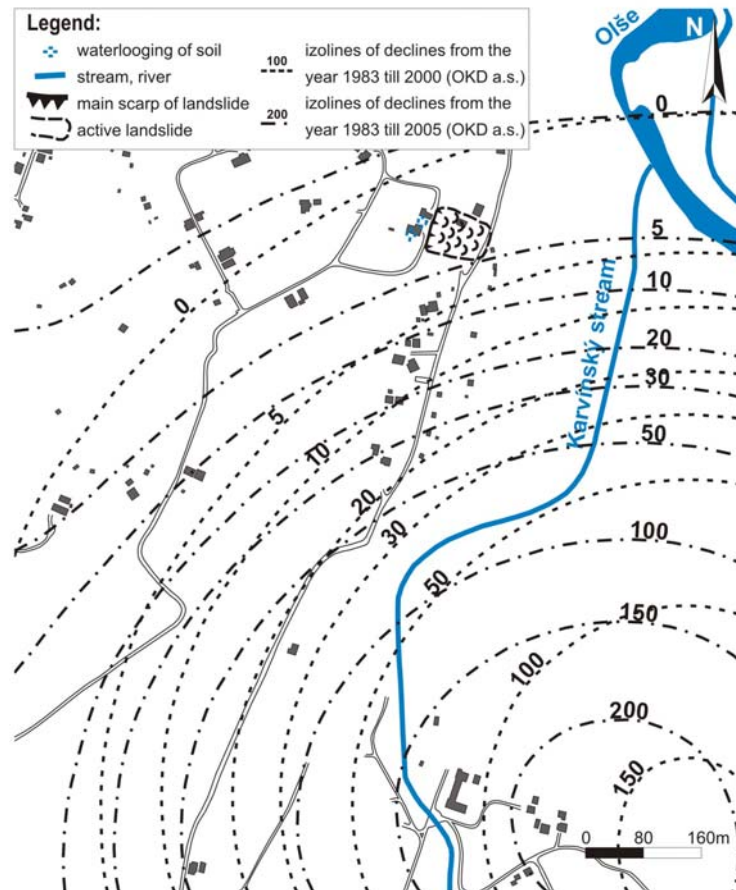 Legend:
waterlooging of soil
stream, river
main scarp of landslide
active landslide
100
izolines of declines from the
year 1983 till 2000 (OKD a.s.)
200
izolines of declines from the
year 1983 till 2005 (OKD a.s.)
Olše
N
0
5
10
20
30
50
100
150
200
Karvínský stream
0
5
10
20
30
50
100
150
0 80 160m